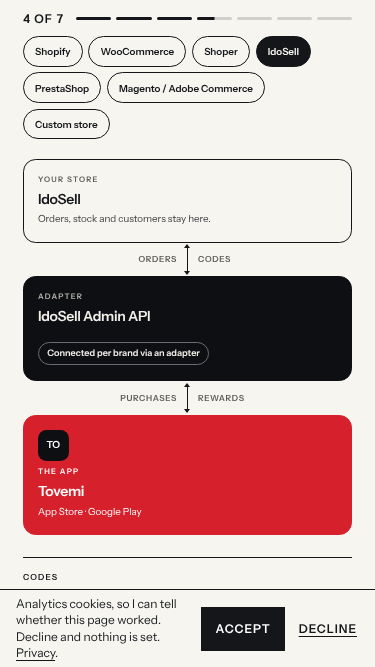 4 OF 7
Shopify
WooCommerce
Shoper
IdoSell
PrestaShop
Magento / Adobe Commerce
Custom store
YOUR STORE
IdoSell
Orders, stock and customers stay here.
ORDERS
CODES
ADAPTER
IdoSell Admin API
Connected per brand via an adapter
PURCHASES
REWARDS
TO
THE APP
Tovemi
App Store · Google Play
CODES
Analytics cookies, so I can tell
whether this page worked.
Decline and nothing is set.
Privacy.
ACCEPT
DECLINE